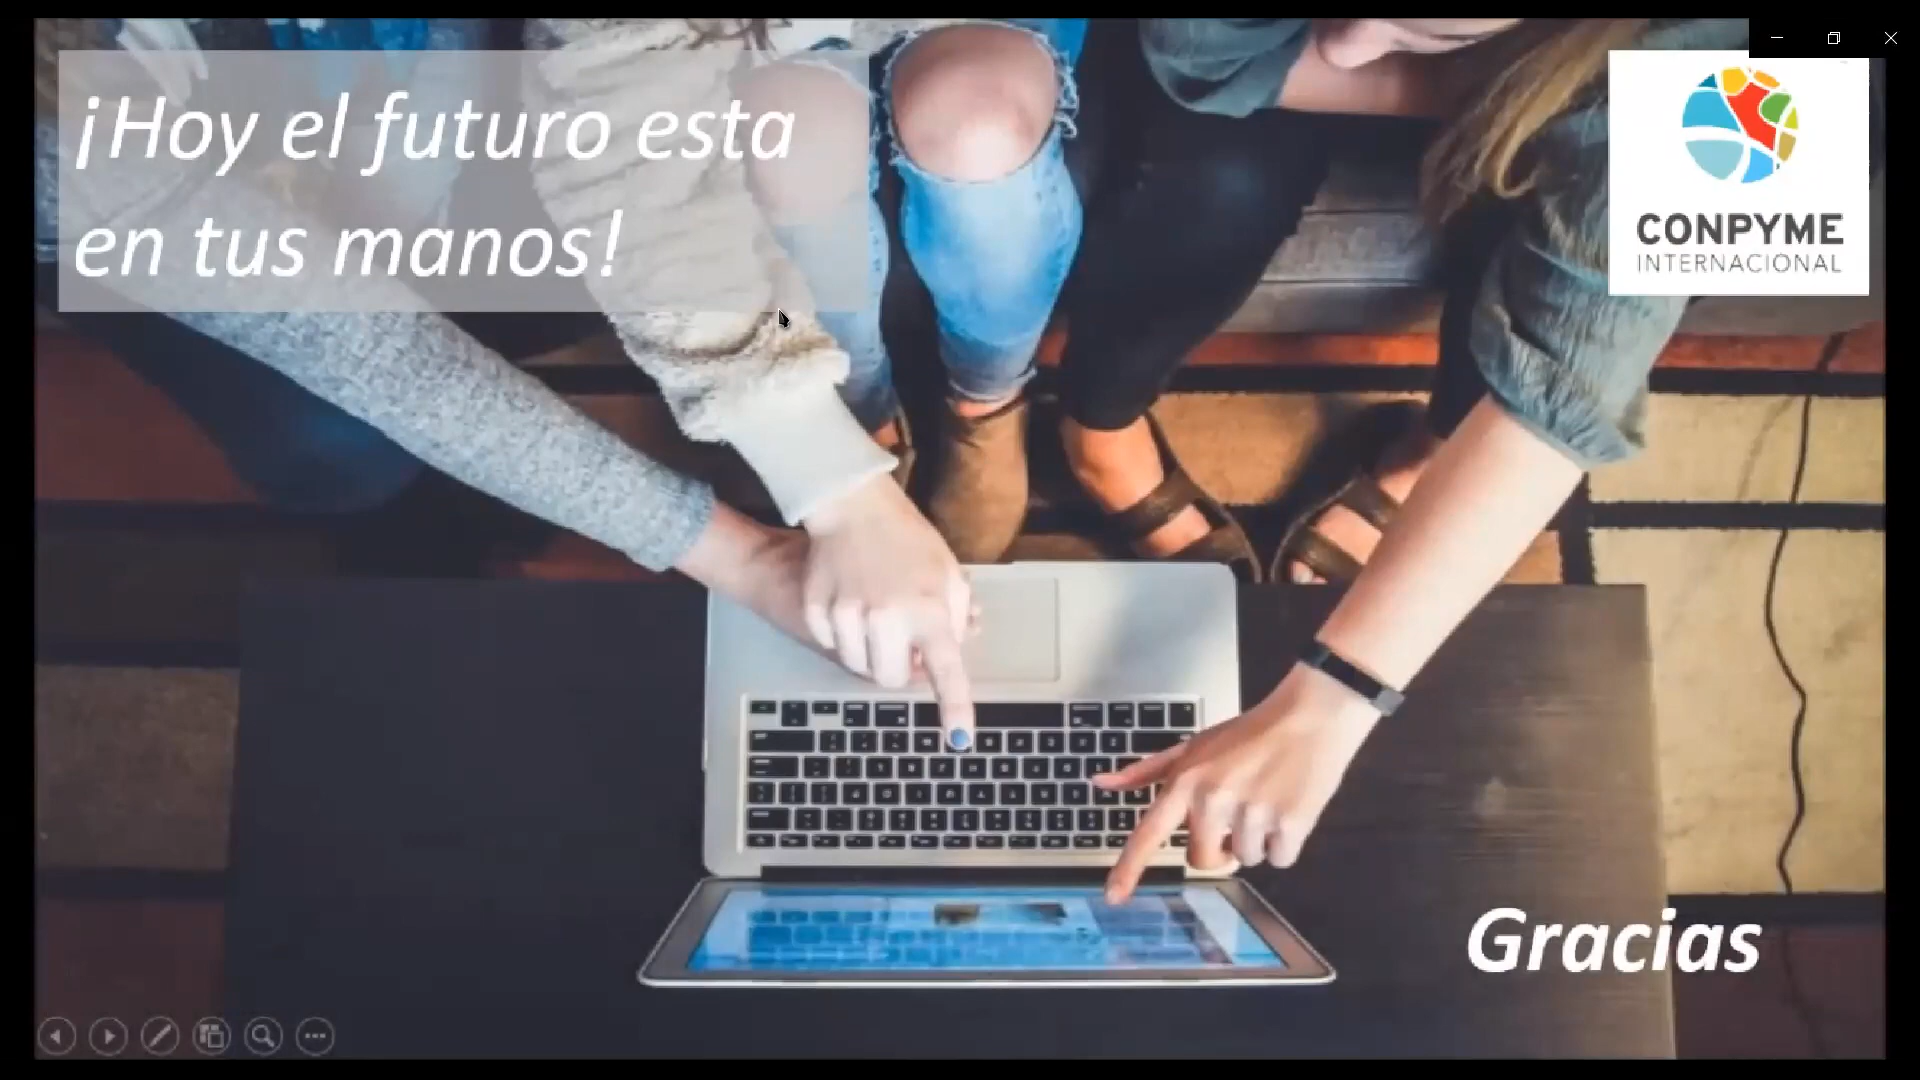 ¡Hoy el futuro esta
en tus manos!
CONPYME
INTERNACIONAL
Gracias